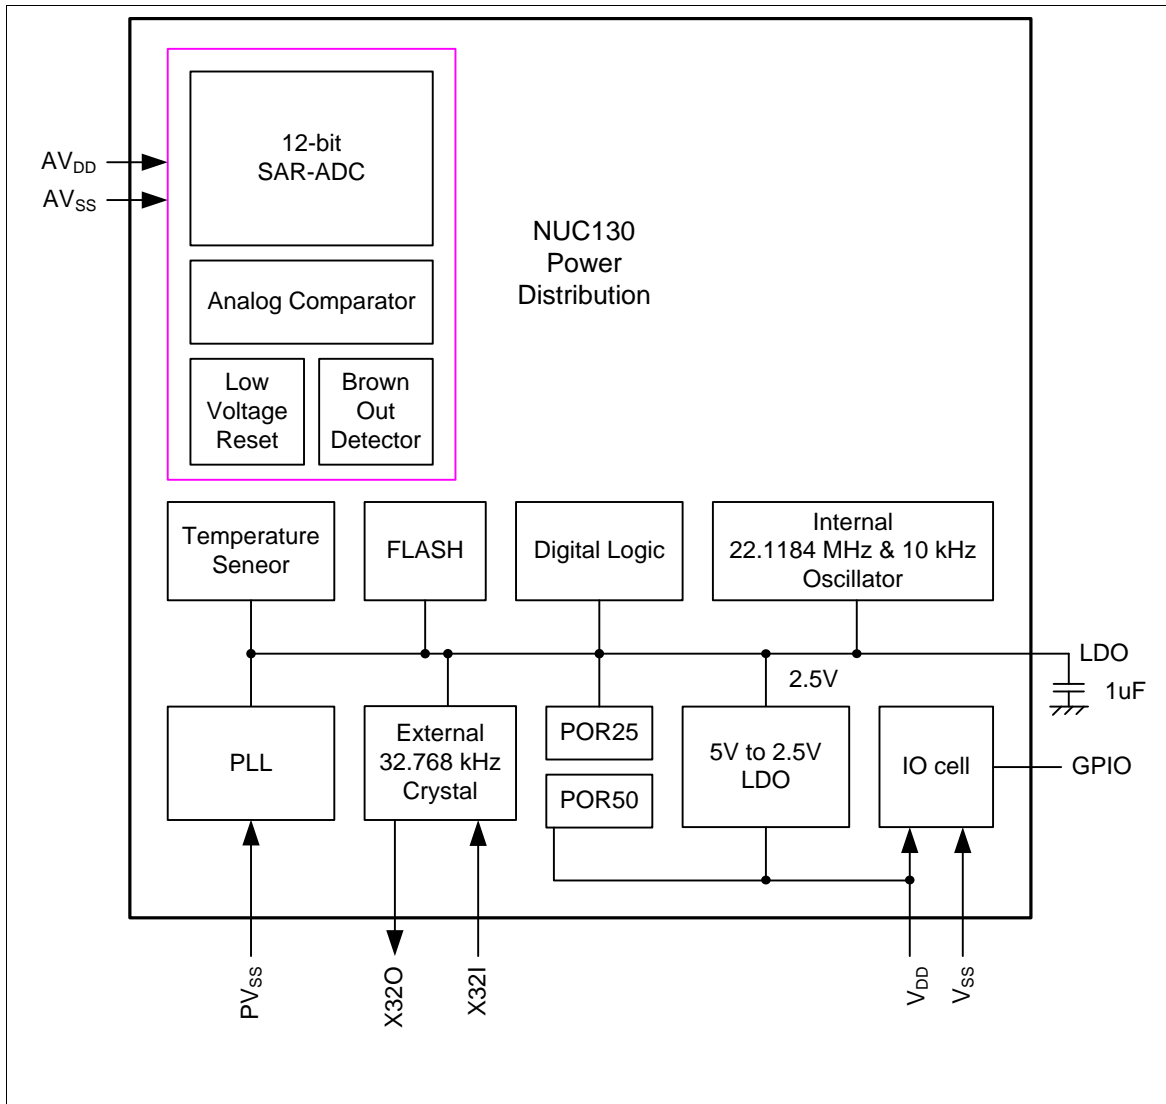 12-bit
SAR-ADC
AVDD
AVSS
NUC130
Power
Distribution
Analog Comparator
Low
Voltage
Reset
Brown
Out
Detector
Temperature
Seneor
FLASH
Digital Logic
Internal
22.1184 MHz & 10 kHz
Oscillator
LDO
2.5V
1uF
PLL
External
32.768 kHz
Crystal
POR25
POR50
5V to 2.5V
LDO
IO cell
GPIO
PVSS
X32O
X32I
VDD
VSS